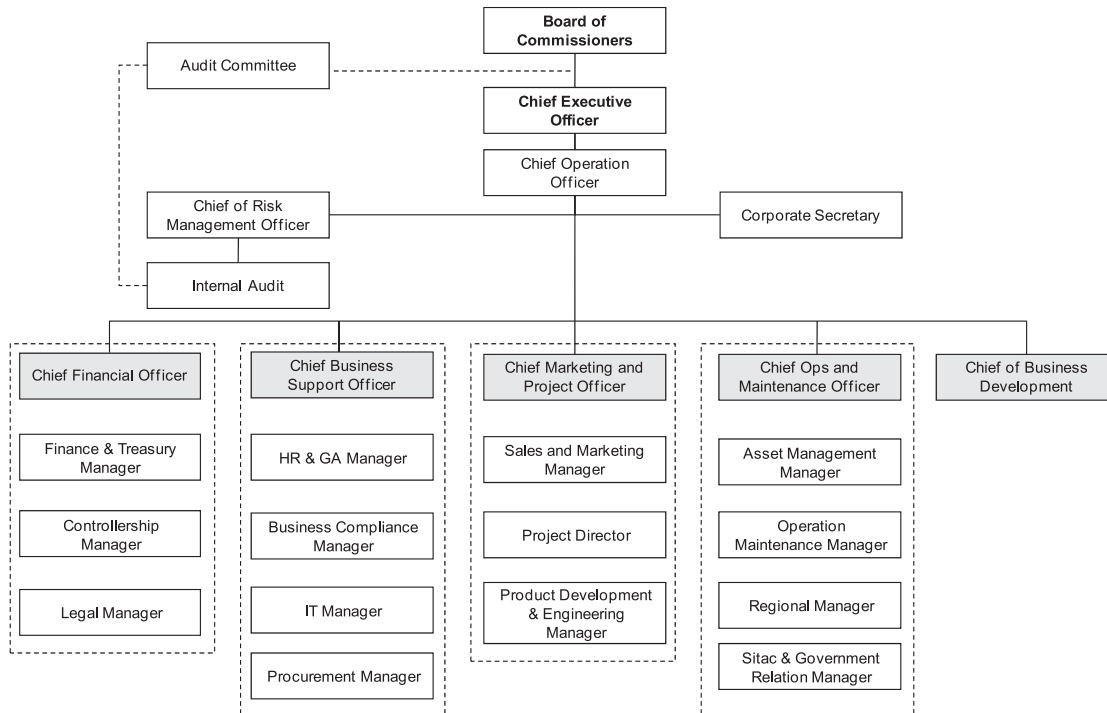 Board of
Commissioners
Audit Committee
Chief Executive
Officer
Chief Operation
Officer
Chief of Risk
Management Officer
Corporate Secretary
Internal Audit
Chief Financial Officer
Finance & Treasury
Manager
Controllership
Manager
Legal Manager
Chief Business
Support Officer
HR & GA Manager
Business Compliance
Manager
IT Manager
Procurement Manager
Chief Marketing and
Project Officer
Sales and Marketing
Manager
Project Director
Product Development
& Engineering
Manager
Chief Ops and
Maintenance Officer
Asset Management
Manager
Operation
Maintenance Manager
Regional Manager
Sitac & Government
Relation Manager
Chief of Business
Development